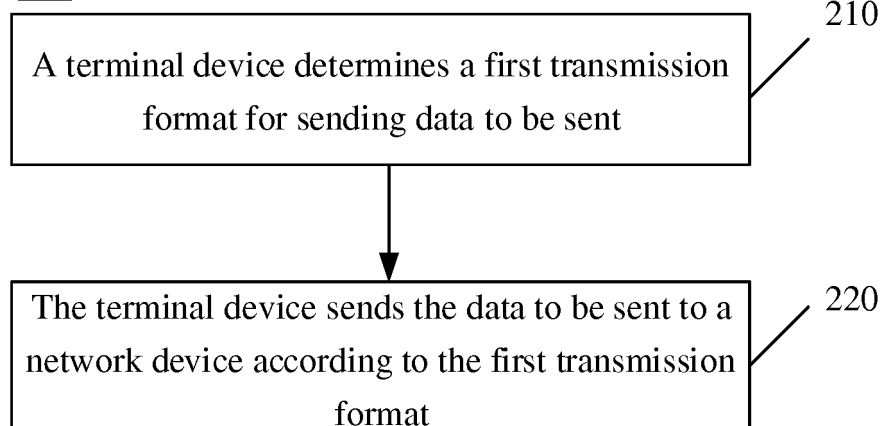 210
A terminal device determines a first transmission
format for sending data to be sent
220
The terminal device sends the data to be sent to a
network device according to the first transmission
format